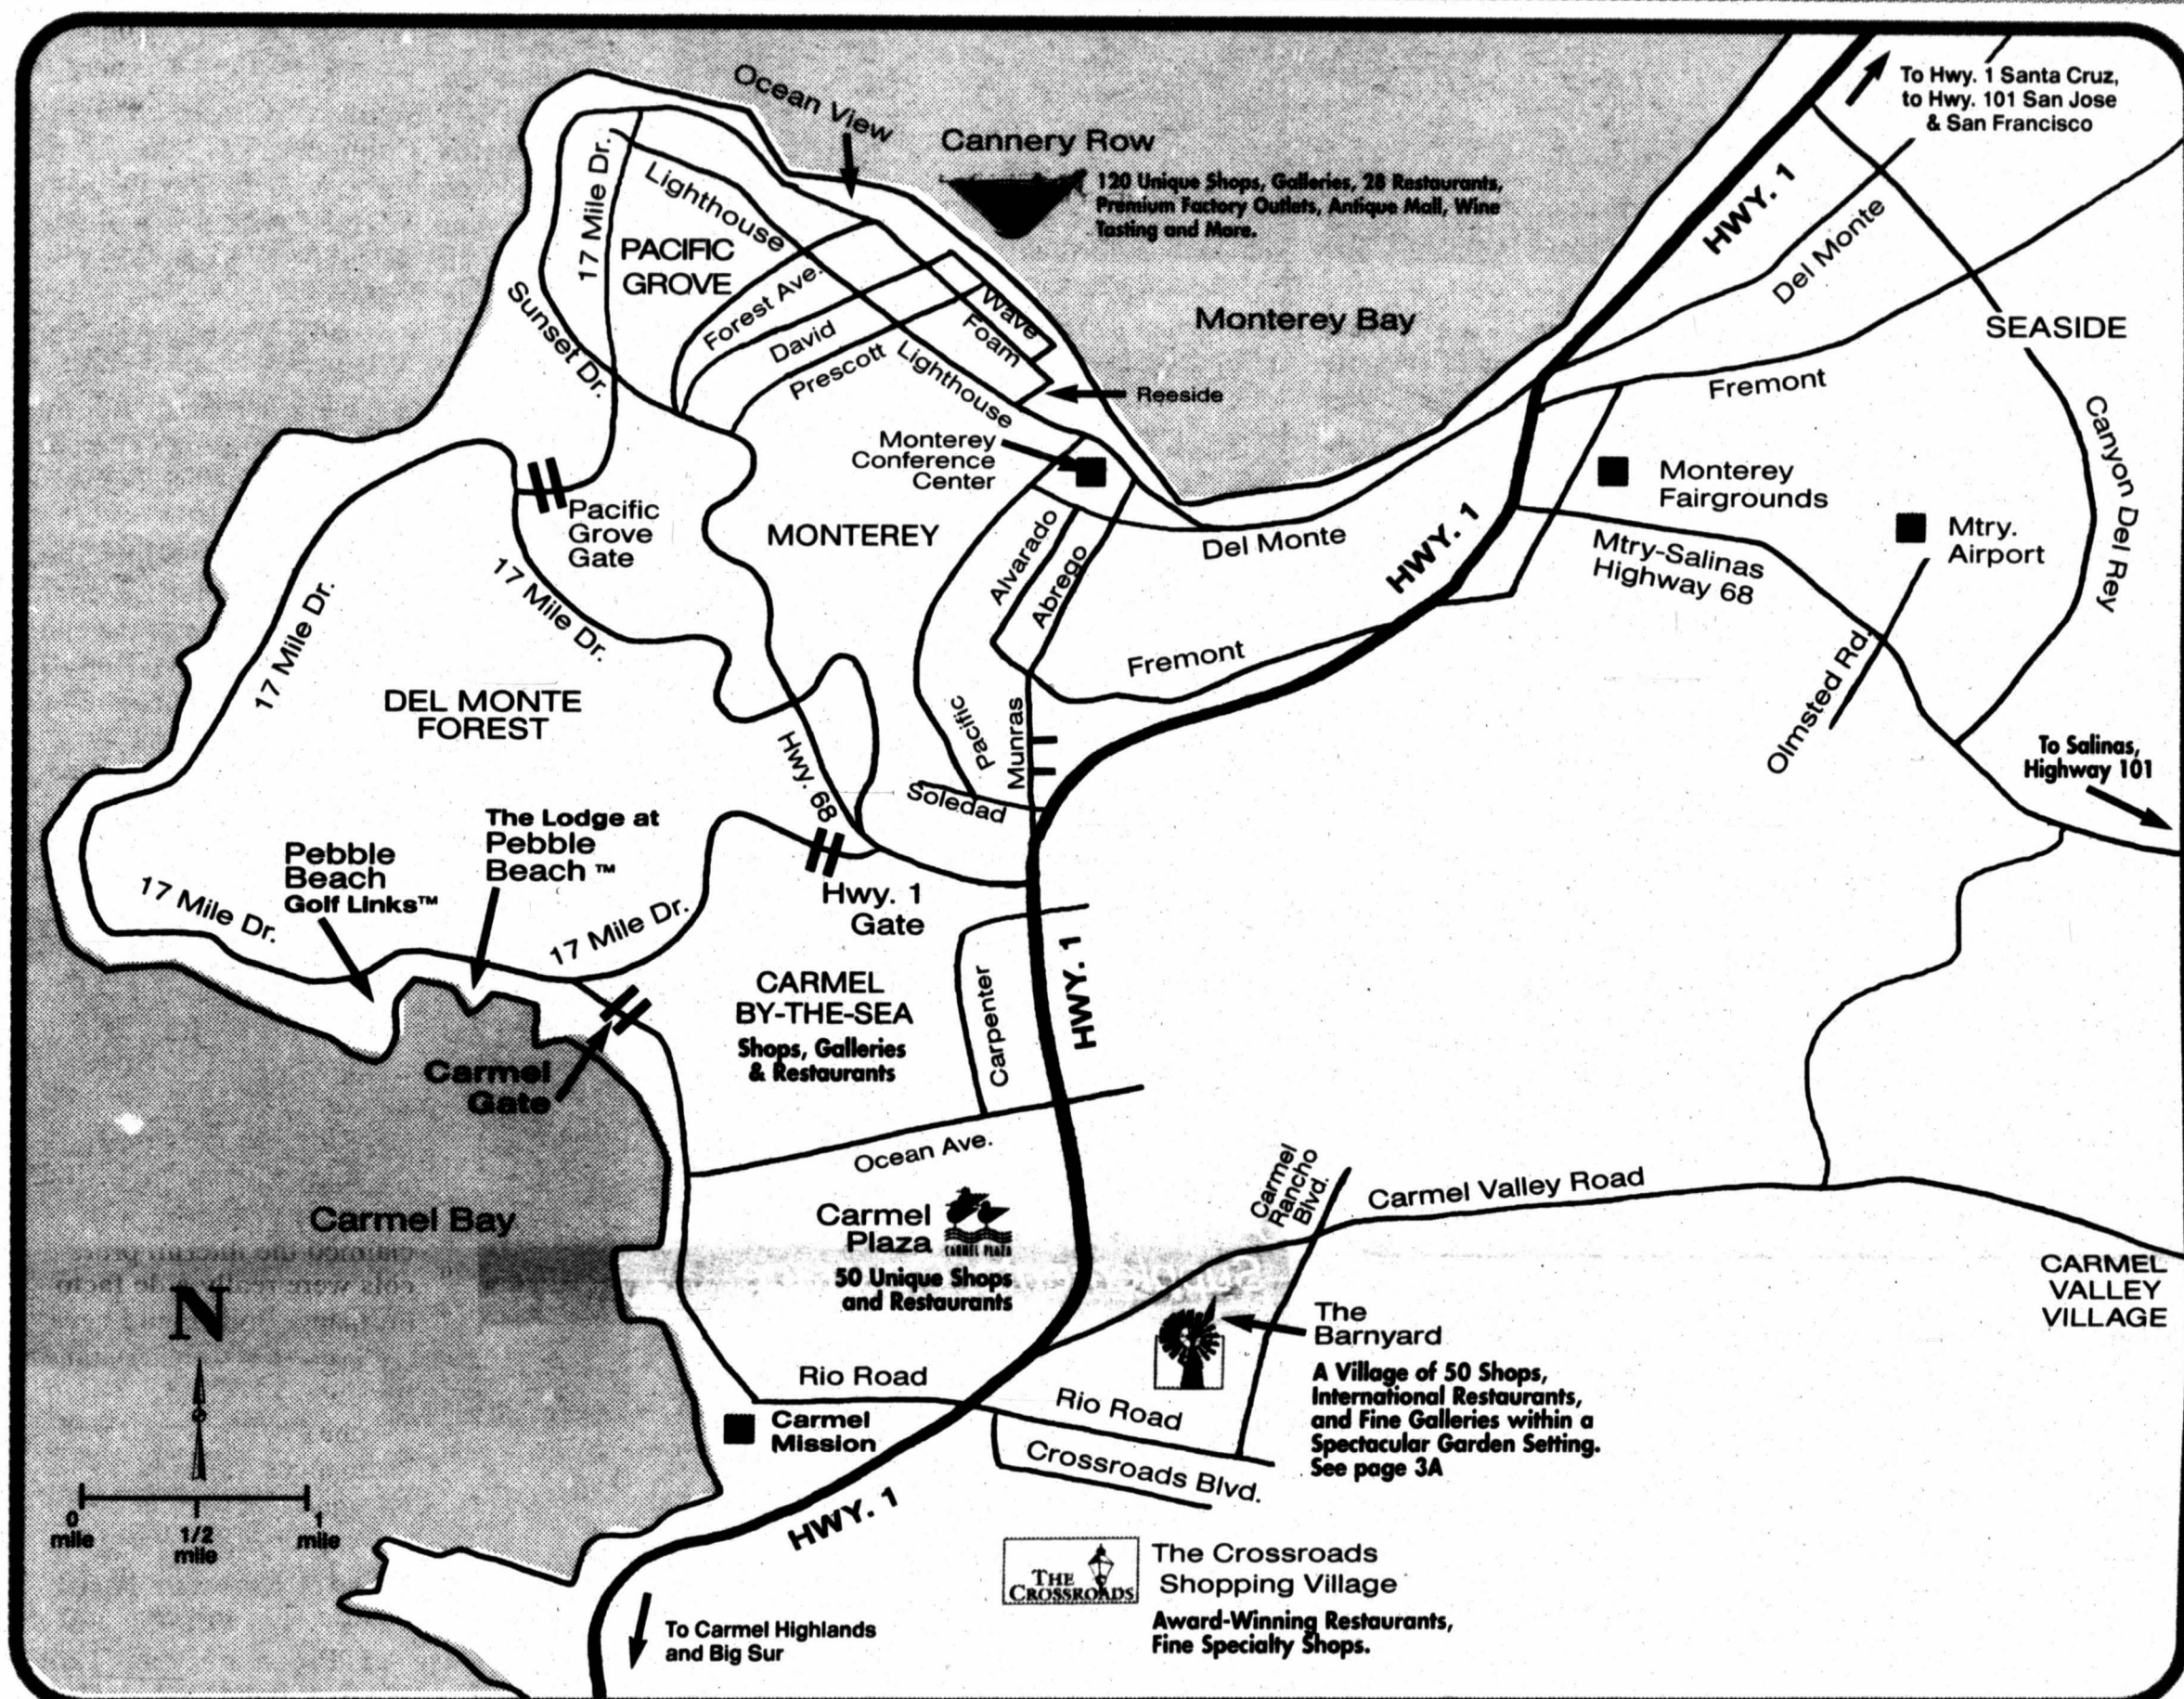 Ocean View
Cannery Row
120 Unique Shops, Galleries, 28 Restaurants,
Premium Factory Outlets, Antique Mall, Wine
Tasting and More.
To Hwy. 1 Santa Cruz,
to Hwy. 101 San Jose
& San Francisco
HWY. 1
Del Monte
17 Mile Dr.
Lighthouse
PACIFIC
GROVE
Forest Ave.
David
Prescott
Wave
Foam
Lighthouse
Sunset Dr.
Reeside
Monterey Bay
SEASIDE
Fremont
Canyon Del Rey
Monterey
Conference
Center
Monterey
Fairgrounds
Mtry.
Airport
Pacific
Grove
Gate
MONTEREY
Alvarado
Abrego
Del Monte
HWY. 1
Mtry-Salinas
Highway 68
17 Mile Dr.
17 Mile Dr.
Fremont
Olmsted Rd.
DEL MONTE
FOREST
Pacific
Munras
Hwy. 68
Soledad
To Salinas,
Highway 101
The Lodge at
Pebble
Beach ™
Pebble
Beach
Golf Links™
17 Mile Dr.
17 Mile Dr.
Hwy. 1
Gate
CARMEL
BY-THE-SEA
Shops, Galleries
& Restaurants
Carpenter
HWY. 1
Carmel
Gate
Ocean Ave.
Carmel Bay
Carmel
Plaza
CARMEL PLAZA
50 Unique Shops
and Restaurants
Carmel
Rancho
Blvd.
Carmel Valley Road
CARMEL
VALLEY
VILLAGE
The
Barnyard
A Village of 50 Shops,
International Restaurants,
and Fine Galleries within a
Spectacular Garden Setting.
See page 3A
Rio Road
Rio Road
Carmel
Mission
Crossroads Blvd.
HWY. 1
N
0
mile
1/2
mile
1
mile
THE
CROSSROADS
The Crossroads
Shopping Village
Award-Winning Restaurants,
Fine Specialty Shops.
To Carmel Highlands
and Big Sur